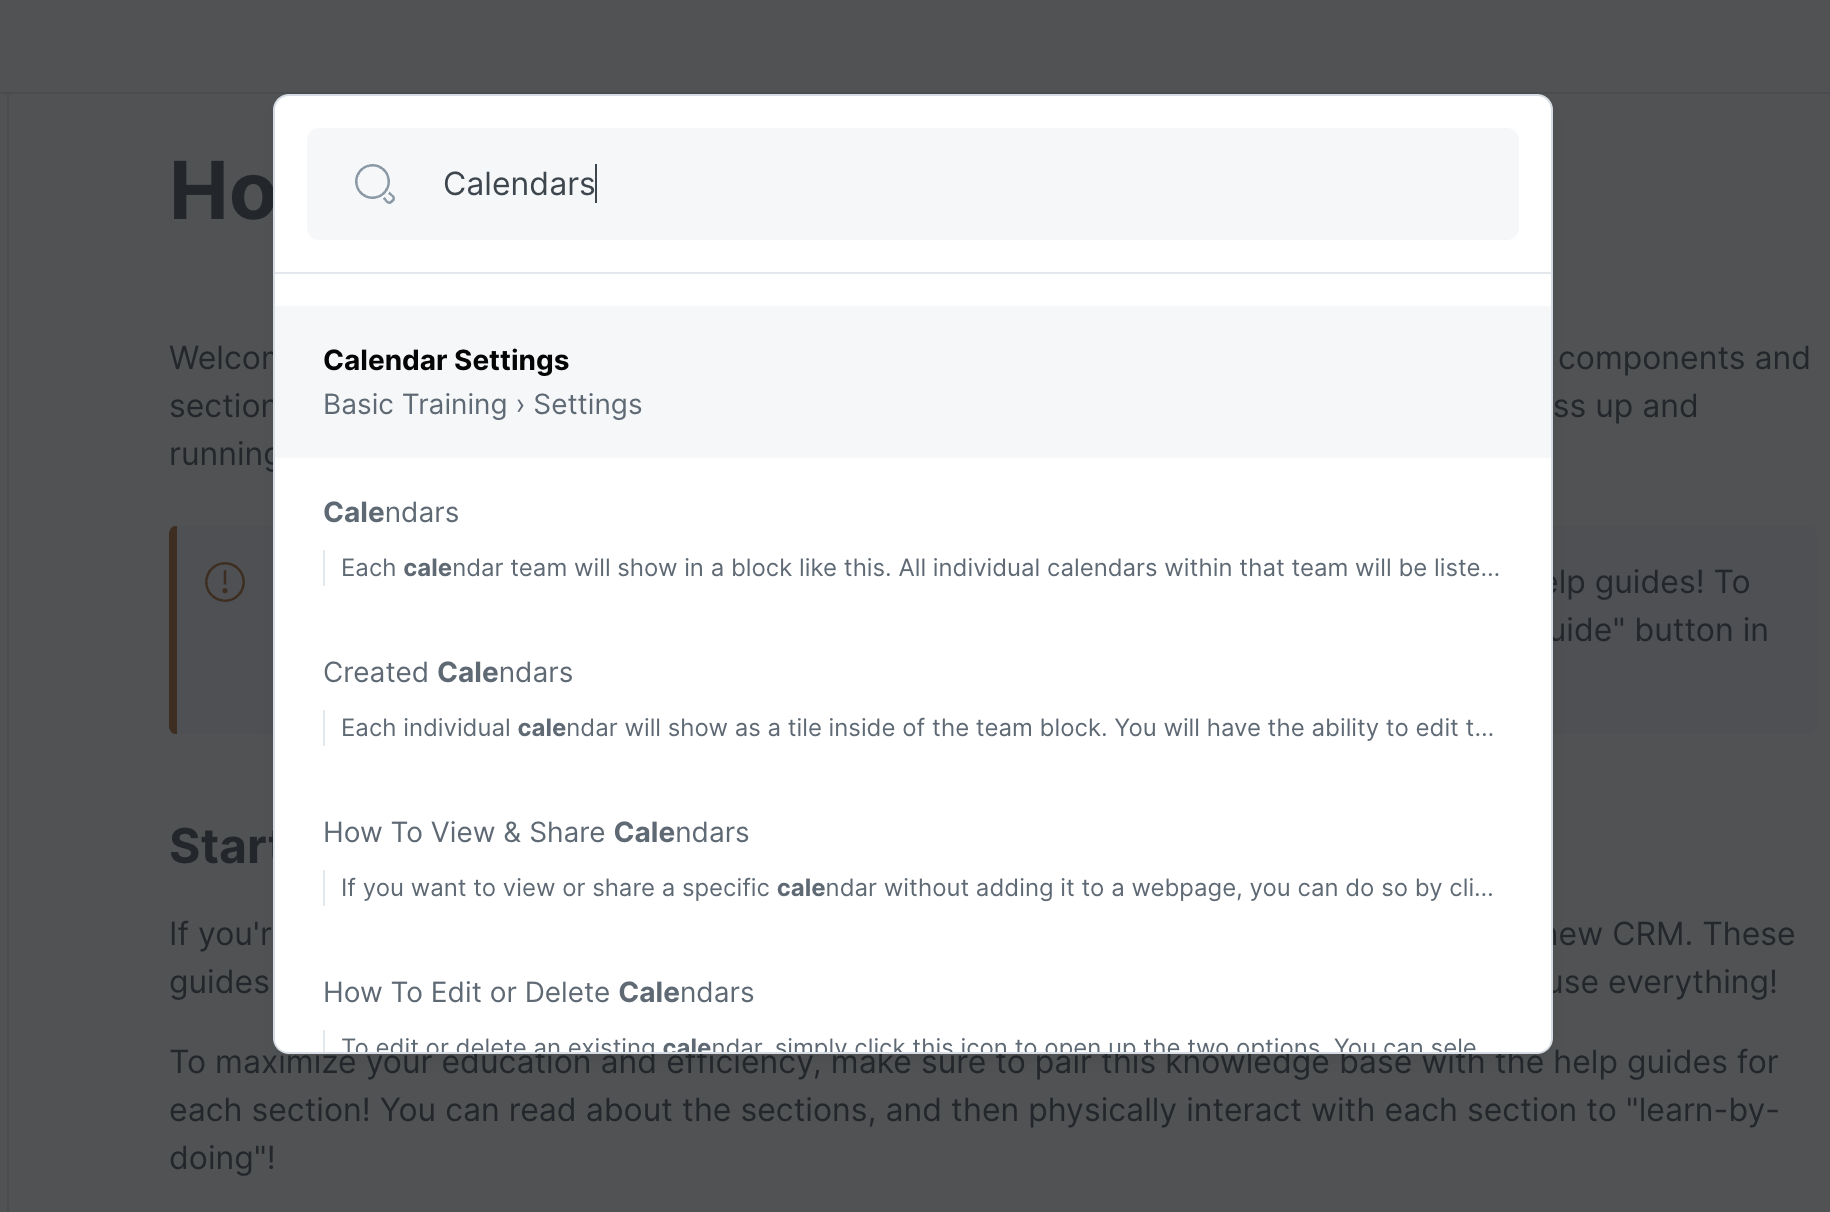 Calendars
Calendar Settings
Basic Training › Settings
Calendars
Each calendar team will show in a block like this. All individual calendars within that team will be liste...
Created Calendars
Each individual calendar will show as a tile inside of the team block. You will have the ability to edit t...
How To View & Share Calendars
If you want to view or share a specific calendar without adding it to a webpage, you can do so by cli...
How To Edit or Delete Calendars
To edit or delete an existing calendar, simply click this icon to open up the two options. You can sele
components and
section
up and
running
help guides! To
button in
Start
If you're new CRM. These
guides use everything!
To maximize your education and efficiency, make sure to pair this knowledge base with the help guides for
each section! You can read about the sections, and then physically interact with each section to "learn-by-
doing"!